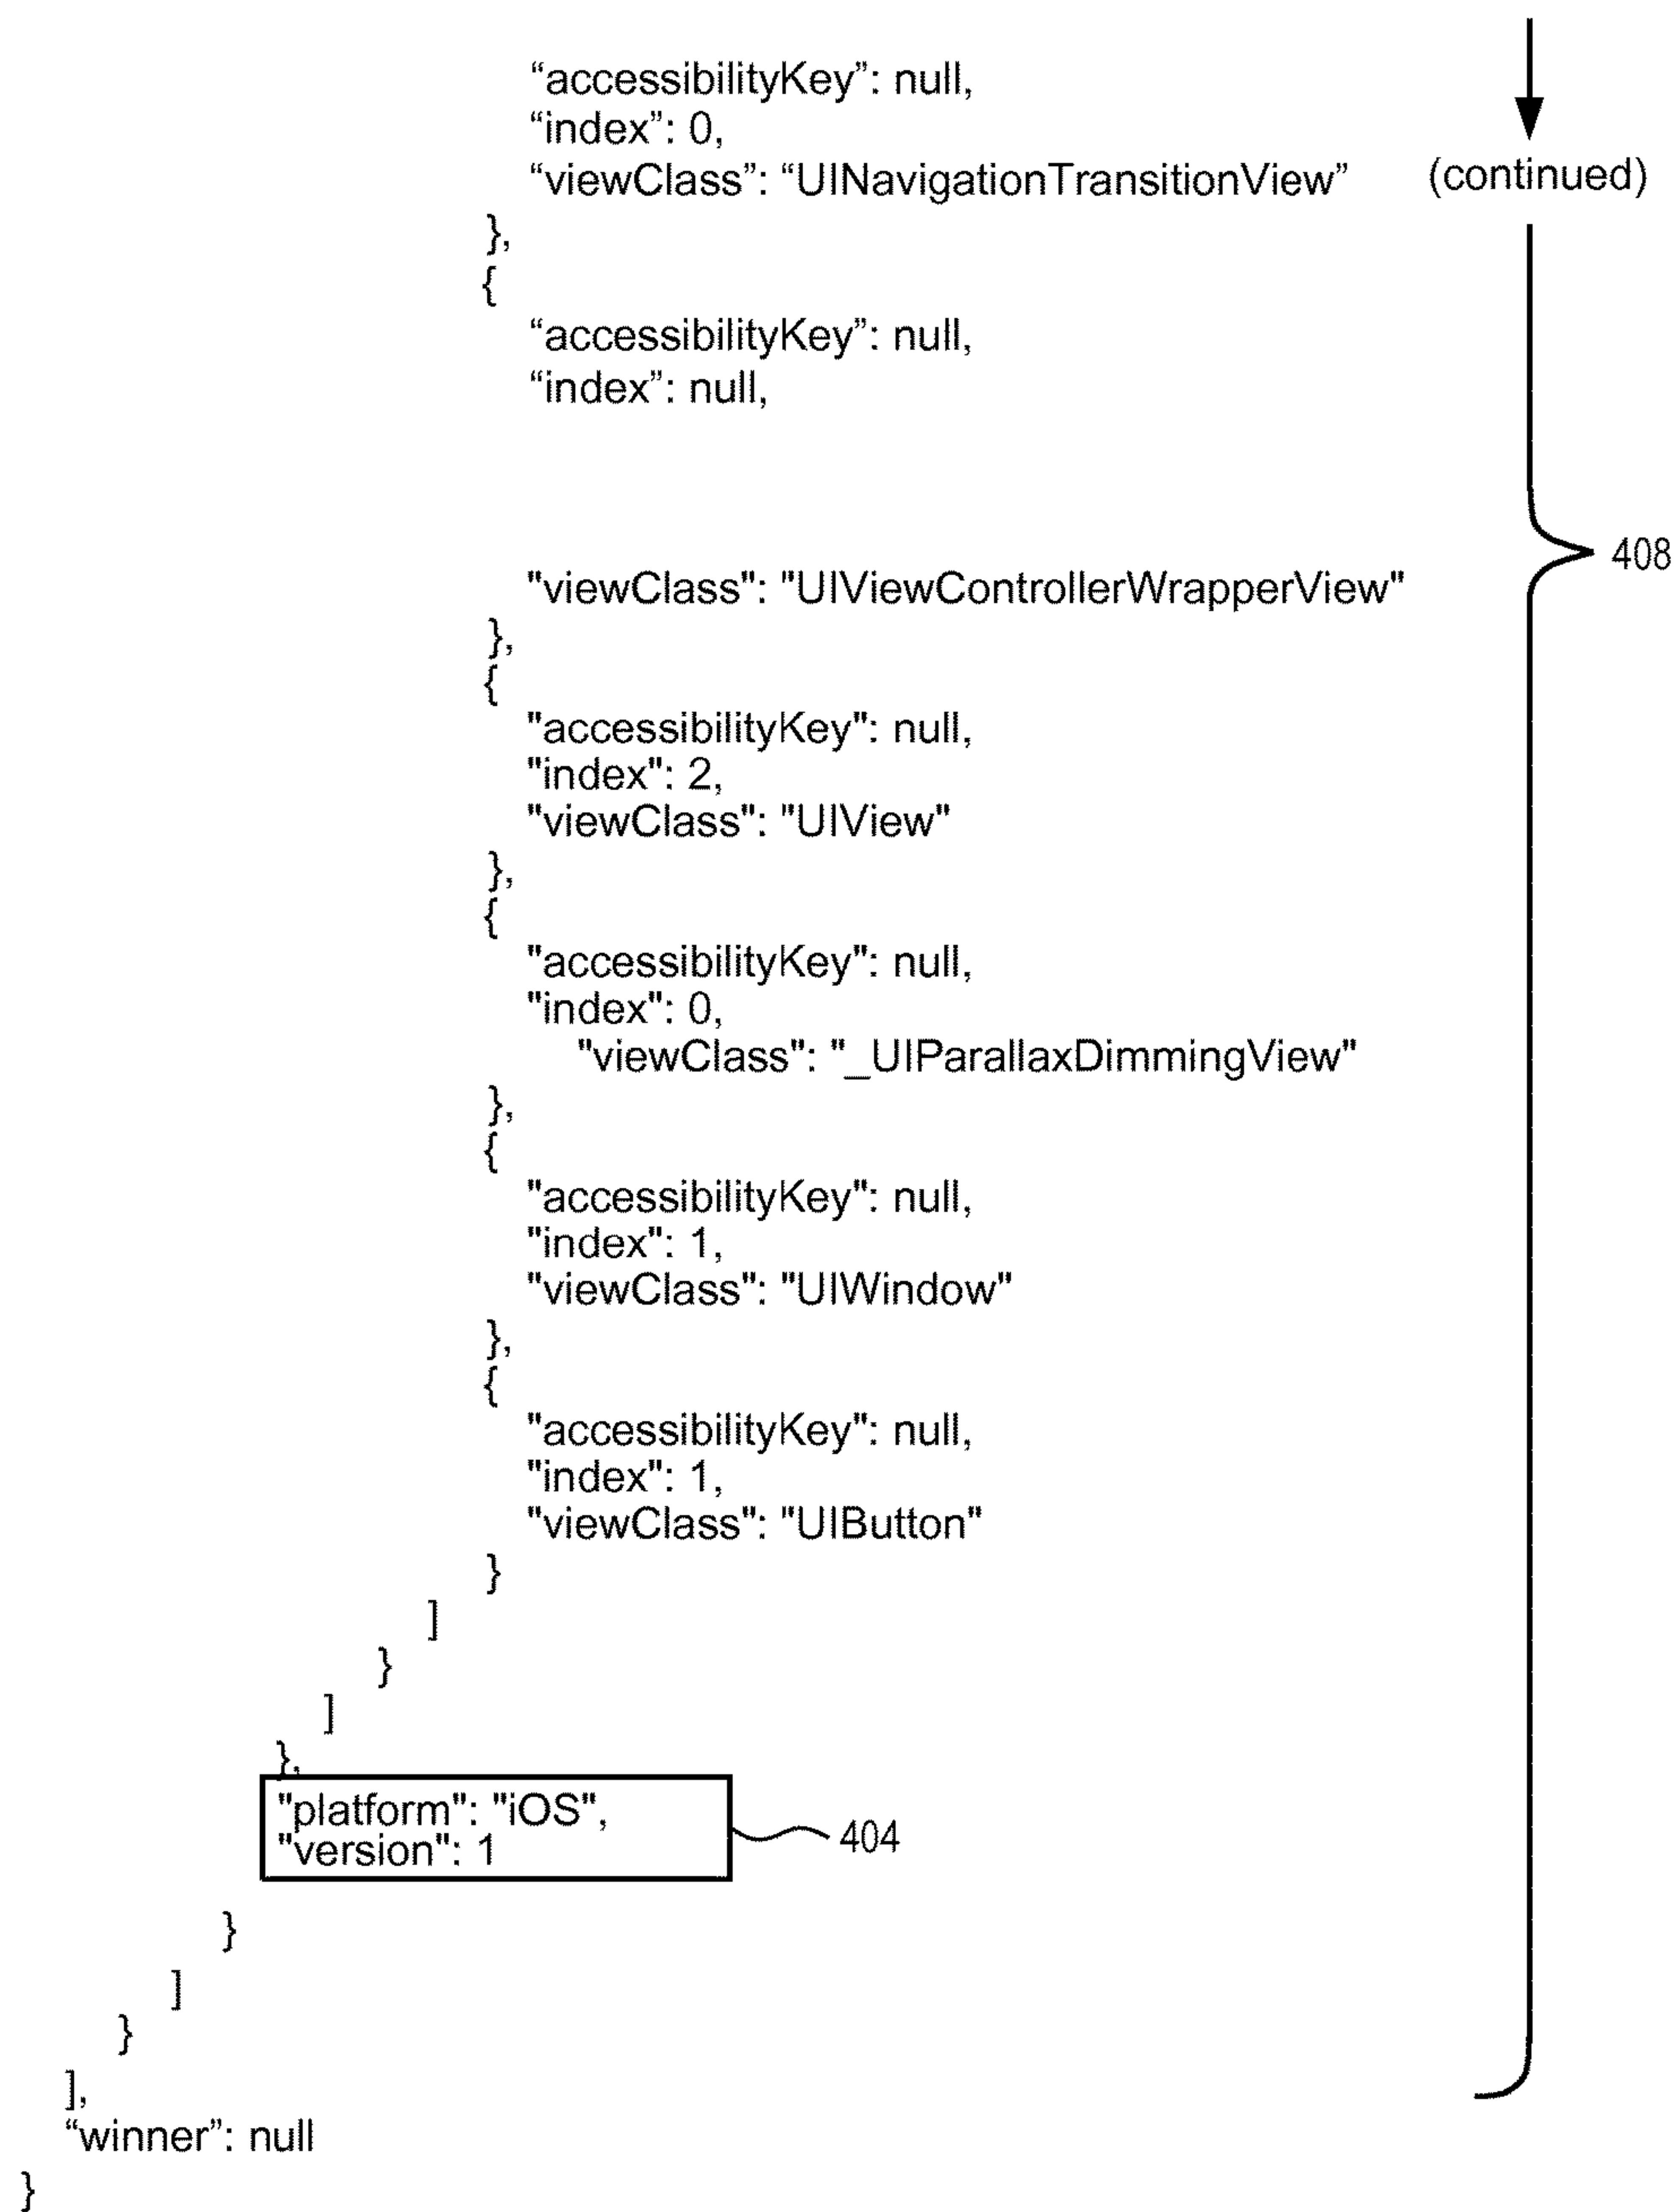 “accessibilityKey”: null,
“index”: 0,
“viewClass”: “UINavigationTransitionView”
(continued)
},
{
“accessibilityKey”: null,
“index”: null,
408
"viewClass": "UIViewControllerWrapperView"
},
{
"accessibilityKey": null,
"index": 2,
"viewClass": "UIView"
},
{
"accessibilityKey": null,
"index": 0,
"viewClass": "_UIParallaxDimmingView"
},
{
"accessibilityKey": null,
"index": 1,
"viewClass": "UIWindow"
},
{
"accessibilityKey": null,
"index": 1,
"viewClass": "UIButton"
}
]
}
]
},
"platform": "iOS",
"version": 1
404
}
]
}
],
“winner”: null
}